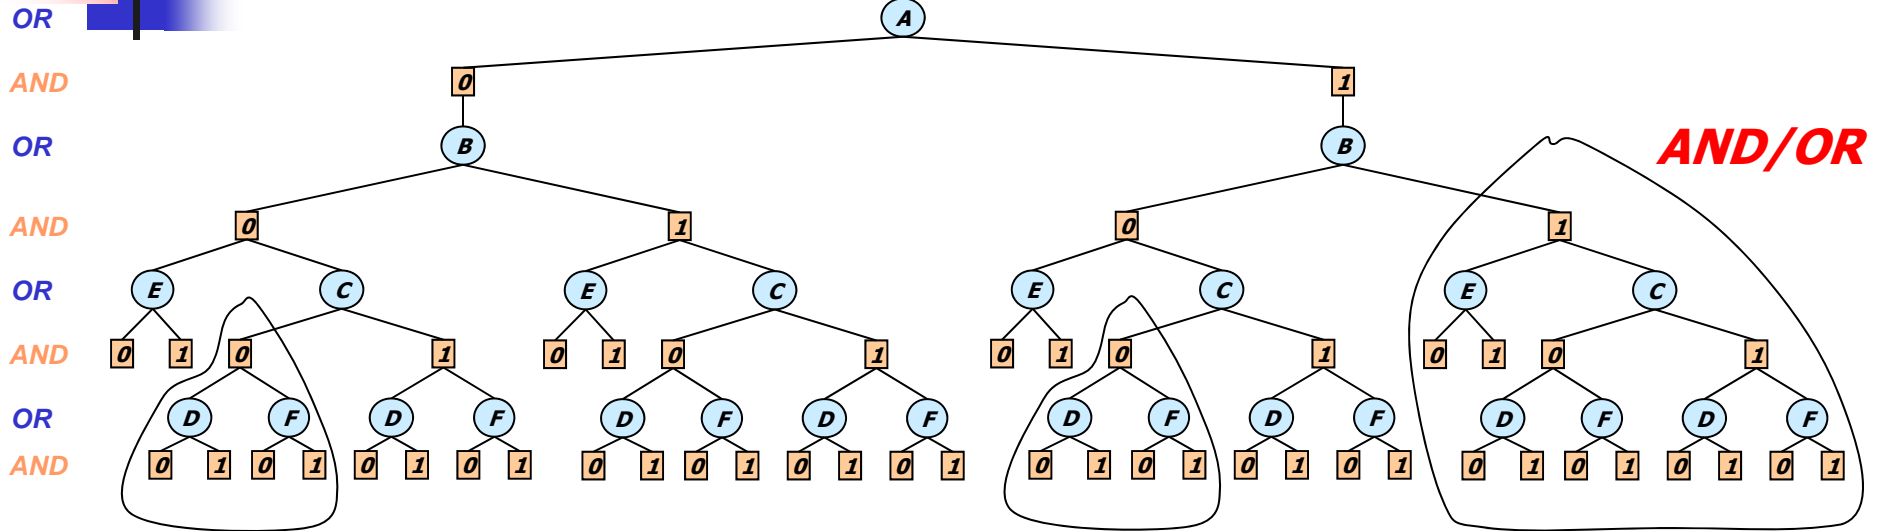 OR A
AND 0 1
OR B B AND/OR
AND 0 1 0 1
OR E C E C E C E C
AND 0 1 0 1 0 1 0 1 0 1 0 1 0 1 0 1
OR D F D F D F D F D F D F D F D F
AND 0 1 0 1 0 1 0 1 0 1 0 1 0 1 0 1 0 1 0 1 0 1 0 1 0 1 0 1 0 1 0 1